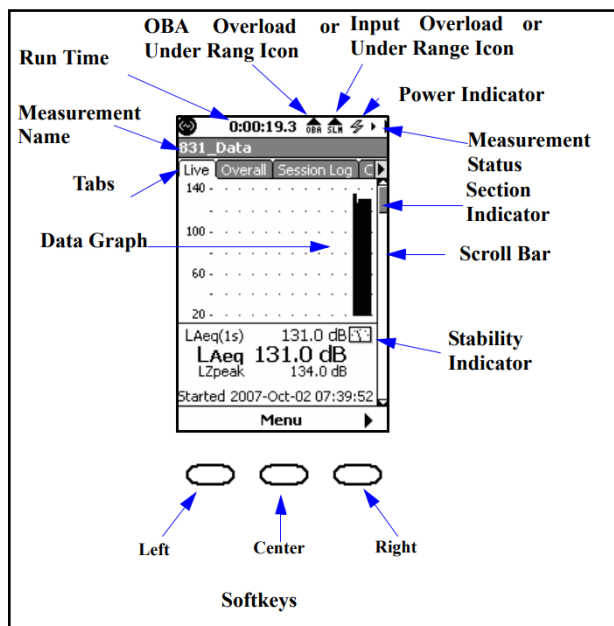 OBA Overload or
Under Rang Icon
Input Overload or
Under Range Icon
Run Time
Power Indicator
Measurement
Name
Measurement
Status
Section
Indicator
Tabs
Data Graph
Scroll Bar
Stability
Indicator
0:00:19.3 OBA SLM
831_Data
Live Overall Session Log C
140
100
60
20
LAeq(1s) 131.0 dB
LAeq 131.0 dB
LZpeak 134.0 dB
Started 2007-Oct-02 07:39:52
Menu
Left
Center
Right
Softkeys